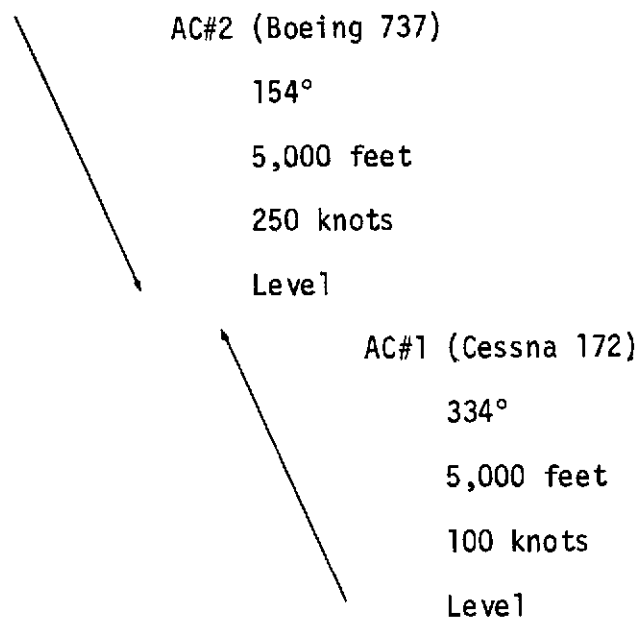 AC#2 (Boeing 737)
154°
5,000 feet
250 knots
Level
AC#1 (Cessna 172)
334°
5,000 feet
100 knots
Level